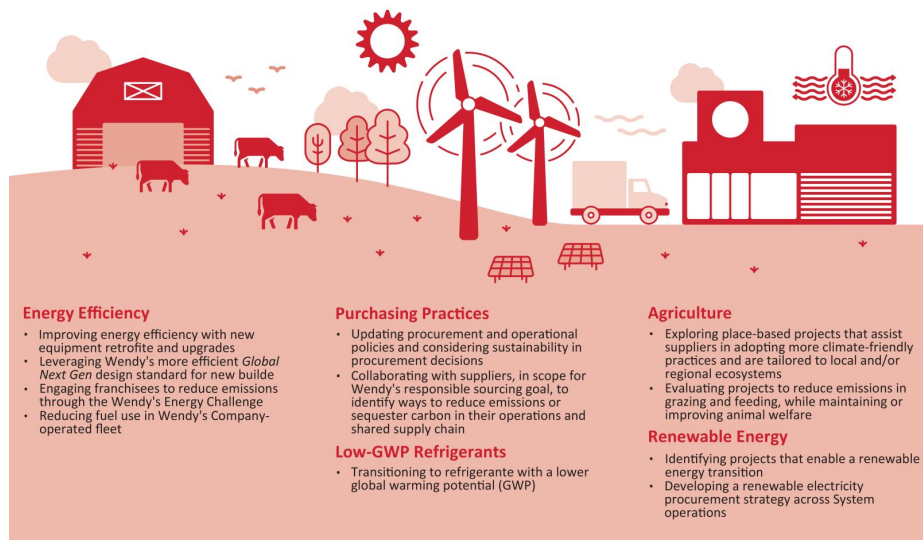 Energy Efficiency
• Improving energy efficiency with new
equipment retrofite and upgrades
• Leveraging Wendy's more efficient Global
Next Gen design standard for new builde
• Engaging franchisees to reduce emissions
through the Wendy's Energy Challenge
• Reducing fuel use in Wendy's Company-
operated fleet
Purchasing Practices
• Updating procurement and operational
policies and considering sustainability in
procurement decisions
• Collaborating with suppliers, in scope for
Wendy's responsible sourcing goal, to
identify ways to reduce emissions or
sequester carbon in their operations and
shared supply chain
Low-GWP Refrigerants
• Transitioning to refrigerante with a lower
global warming potential (GWP)
Agriculture
• Exploring place-based projects that assist
suppliers in adopting more climate-friendly
practices and are tailored to local and/or
regional ecosystems
• Evaluating projects to reduce emissions in
grazing and feeding, while maintaining or
improving animal welfare
Renewable Energy
• Identifying projects that enable a renewable
energy transition
• Developing a renewable electricity
procurement strategy across System
operations